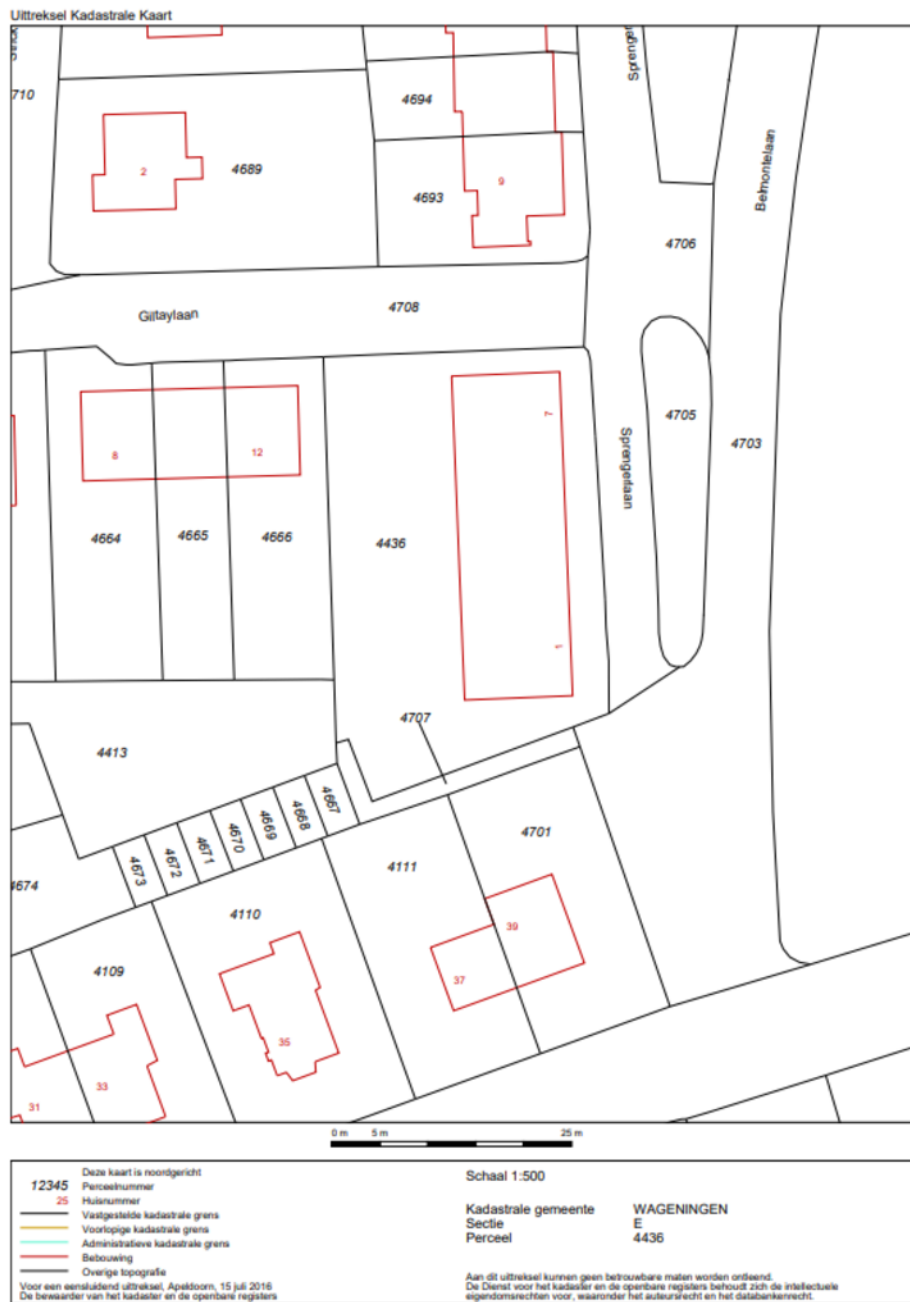 Uittreksel Kadastrale Kaart
710
4694
2
4689
9
4693
Belmontelaan
4706
Giltaylaan
4708
7
4705
4703
8
12
Sprengerlaan
4664
4665
4666
4436
1
4707
4413
4667
4668
4669
4670
4671
4672
4673
4701
4674
4111
4110
39
4109
37
35
33
31
0 m 5 m 25 m
Deze kaart is noordgericht
12345 Perceelnummer
25 Huisnummer
Vastgestelde kadastrale grens
Voorlopige kadastrale grens
Administratieve kadastrale grens
Bebouwing
Overige topografie
Voor een eensluidend uittreksel, Apeldoorn, 15 juli 2016
De bewaarder van het kadaster en de openbare registers
Schaal 1:500
Kadastrale gemeente WAGENINGEN
Sectie E
Perceel 4436
Aan dit uittreksel kunnen geen betrouwbare maten worden ontleend.
De Dienst voor het kadaster en de openbare registers behoudt zich de intellectuele
eigendomsrechten voor, waaronder het auteursrecht en het databankenrecht.